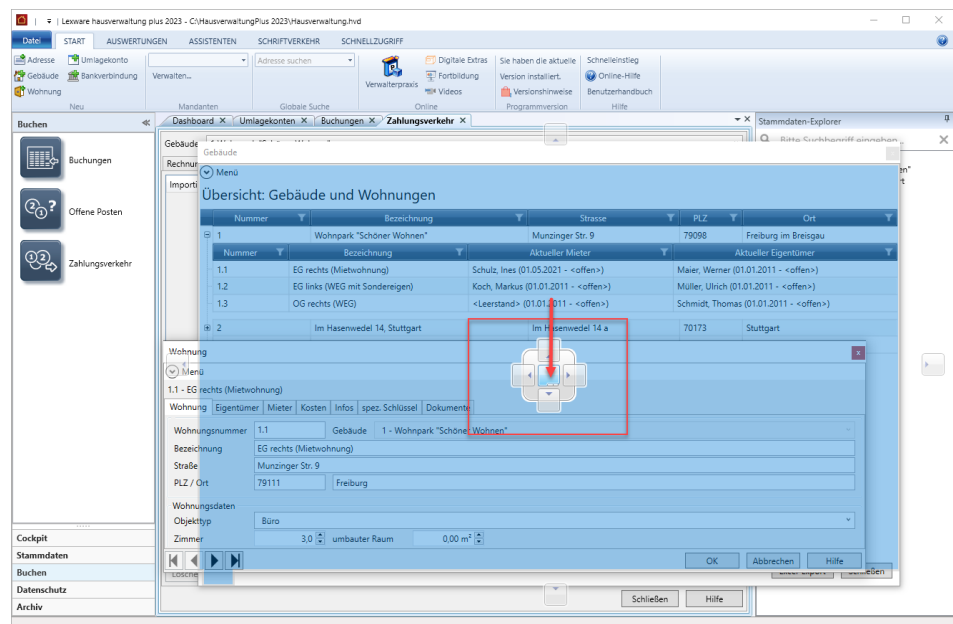 Lexware hausverwaltung plus 2023 - C:\HausverwaltungPlus 2023\Hausverwaltung.hvd
Datei START AUSWERTUNGEN ASSISTENTEN SCHRIFTVERKEHR SCHNELLZUGRIFF
Adresse Umlagekonto
Gebäude Bankverbindung
Wohnung
Neu
Verwalten...
Mandanten
Adresse suchen
Globale Suche
Verwalterpraxis
Digitale Extras
Fortbildung
Videos
Online
Sie haben die aktuelle
Version installiert.
Versionshinweise
Programmversion
Schnelleinstieg
Online-Hilfe
Benutzerhandbuch
Hilfe
Buchen
Dashboard Umlagekonten Buchungen Zahlungsverkehr
Stammdaten-Explorer
Buchungen
Offene Posten
Zahlungsverkehr
Gebäude
Bitte Suchbegriff eingeben
Gebäude
Menü
Übersicht: Gebäude und Wohnungen
Nummer Bezeichnung Strasse PLZ Ort
1 Wohnpark "Schöner Wohnen" Munzinger Str. 9 79098 Freiburg im Breisgau
Nummer Bezeichnung Aktueller Mieter Aktueller Eigentümer
1.1 EG rechts (Mietwohnung) Schulz, Ines (01.05.2021 - <offen>) Maier, Werner (01.01.2011 - <offen>)
1.2 EG links (WEG mit Sondereigen) Koch, Markus (01.01.2011 - <offen>) Müller, Ulrich (01.01.2011 - <offen>)
1.3 OG rechts (WEG) <Leerstand> (01.01.2011 - <offen>) Schmidt, Thomas (01.01.2011 - <offen>)
2 Im Hasenwedel 14, Stuttgart Im Hasenwedel 14 a 70173 Stuttgart
Wohnung
Menü
1.1 - EG rechts (Mietwohnung)
Wohnung Eigentümer Mieter Kosten Infos spez. Schlüssel Dokumente
Wohnungsnummer 1.1 Gebäude 1 - Wohnpark "Schöner Wohnen"
Bezeichnung EG rechts (Mietwohnung)
Straße Munzinger Str. 9
PLZ / Ort 79111 Freiburg
Wohnungsdaten
Objekttyp Büro
Zimmer 3,0 umbauter Raum 0,00 m²
OK Abbrechen Hilfe
Schließen Hilfe
Cockpit
Stammdaten
Buchen
Datenschutz
Archiv